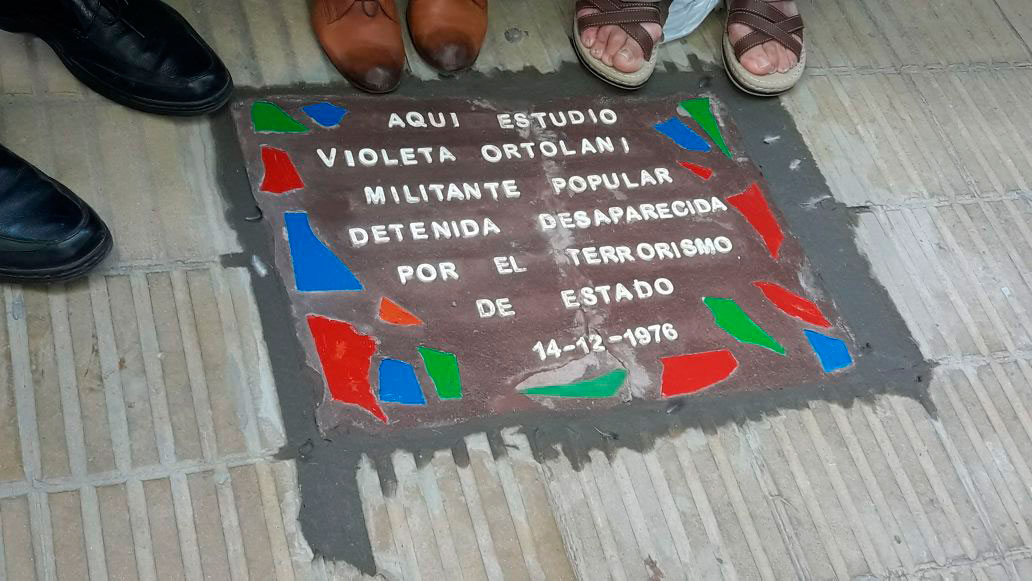 AQUI ESTUDIO
VIOLETA ORTOLANI
MILITANTE POPULAR
DETENIDA DESAPARECIDA
POR EL TERRORISMO
DE ESTADO
14-12-1976